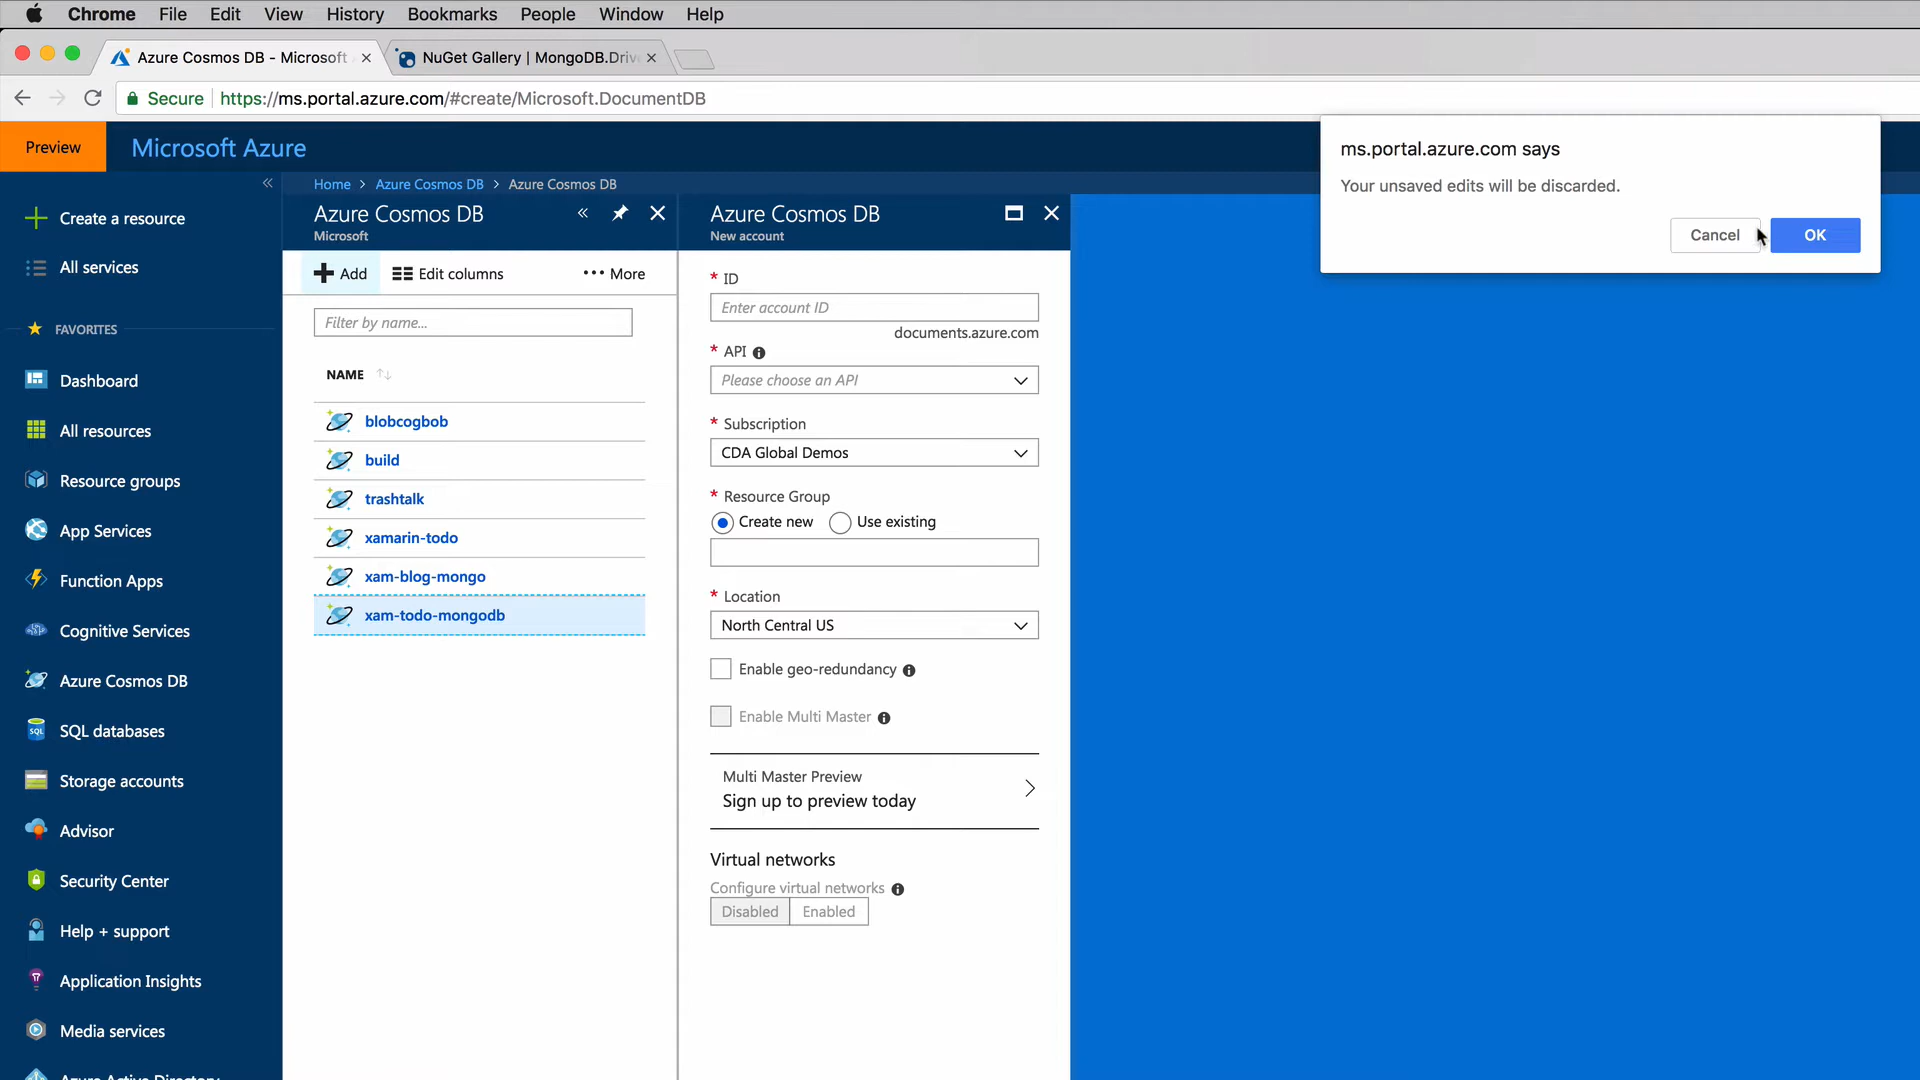 Chrome File Edit View History Bookmarks People Window Help
Azure Cosmos DB - Microsoft
NuGet Gallery | MongoDB.Drive
Secure https://ms.portal.azure.com/#create/Microsoft.DocumentDB
Preview
Microsoft Azure
ms.portal.azure.com says
Your unsaved edits will be discarded.
Cancel OK
Create a resource
All services
FAVORITES
Dashboard
All resources
Resource groups
App Services
Function Apps
Cognitive Services
Azure Cosmos DB
SQL databases
Storage accounts
Advisor
Security Center
Help + support
Application Insights
Media services
Azure Active Directory
Home > Azure Cosmos DB > Azure Cosmos DB
Azure Cosmos DB
Microsoft
Add Edit columns ••• More
Filter by name...
NAME
blobcogbob
build
trashtalk
xamarin-todo
xam-blog-mongo
xam-todo-mongodb
Azure Cosmos DB
New account
* ID
Enter account ID
documents.azure.com
* API
Please choose an API
* Subscription
CDA Global Demos
* Resource Group
Create new Use existing
* Location
North Central US
Enable geo-redundancy
Enable Multi Master
Multi Master Preview
Sign up to preview today
Virtual networks
Configure virtual networks
Disabled Enabled